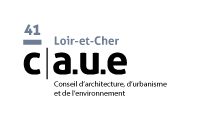 41
Loir-et-Cher
c|a.u.e
Conseil d'architecture, d'urbanisme
et de l'environnement